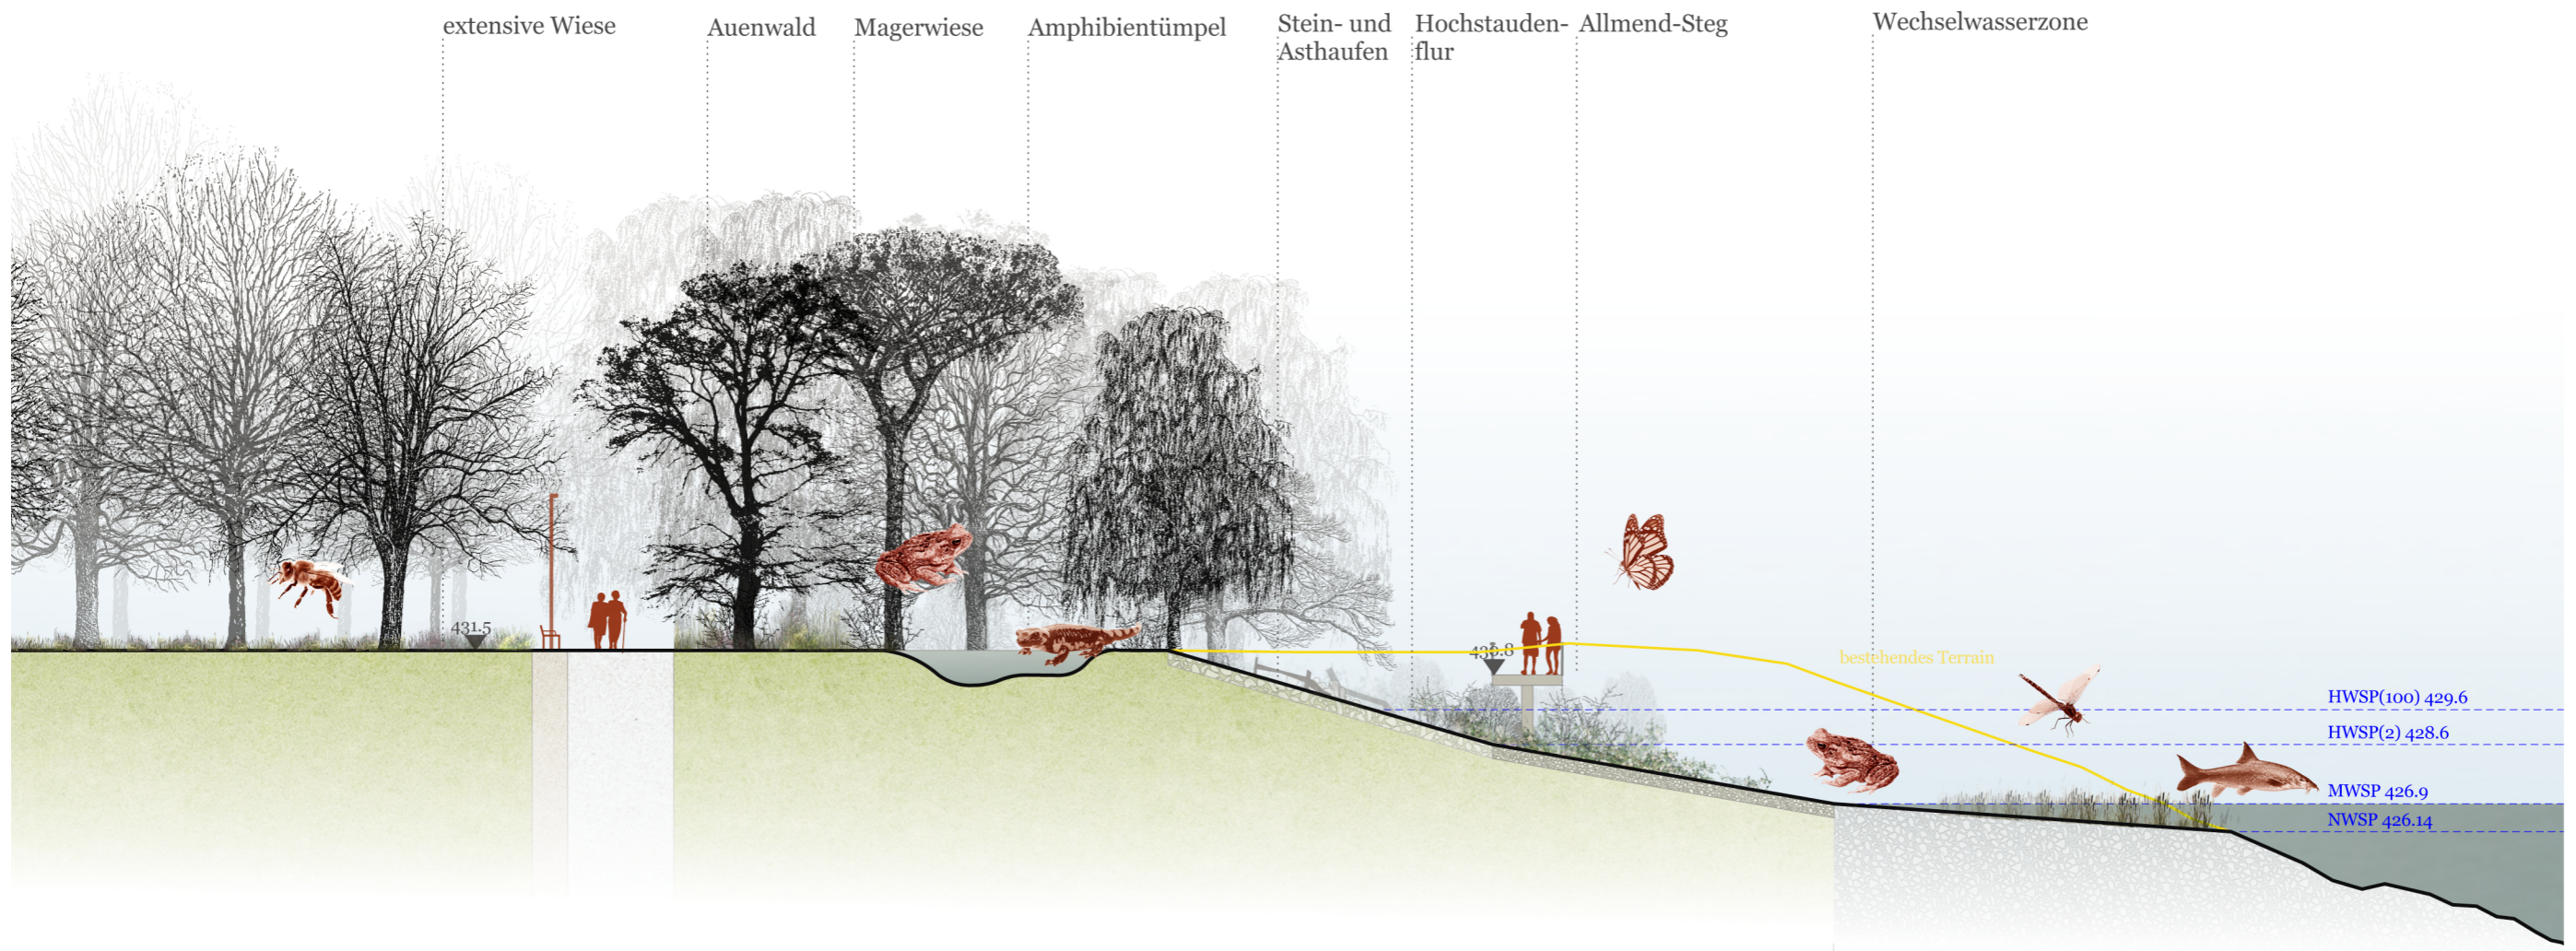 extensive Wiese
Auenwald
Magerwiese
Amphibientümpel
Stein- und
Asthaufen
Hochstauden-
flur
Allmend-Steg
Wechselwasserzone
431.5
bestehendes Terrain
HWSP(100) 429.6
HWSP(2) 428.6
MWSP 426.9
NWSP 426.14